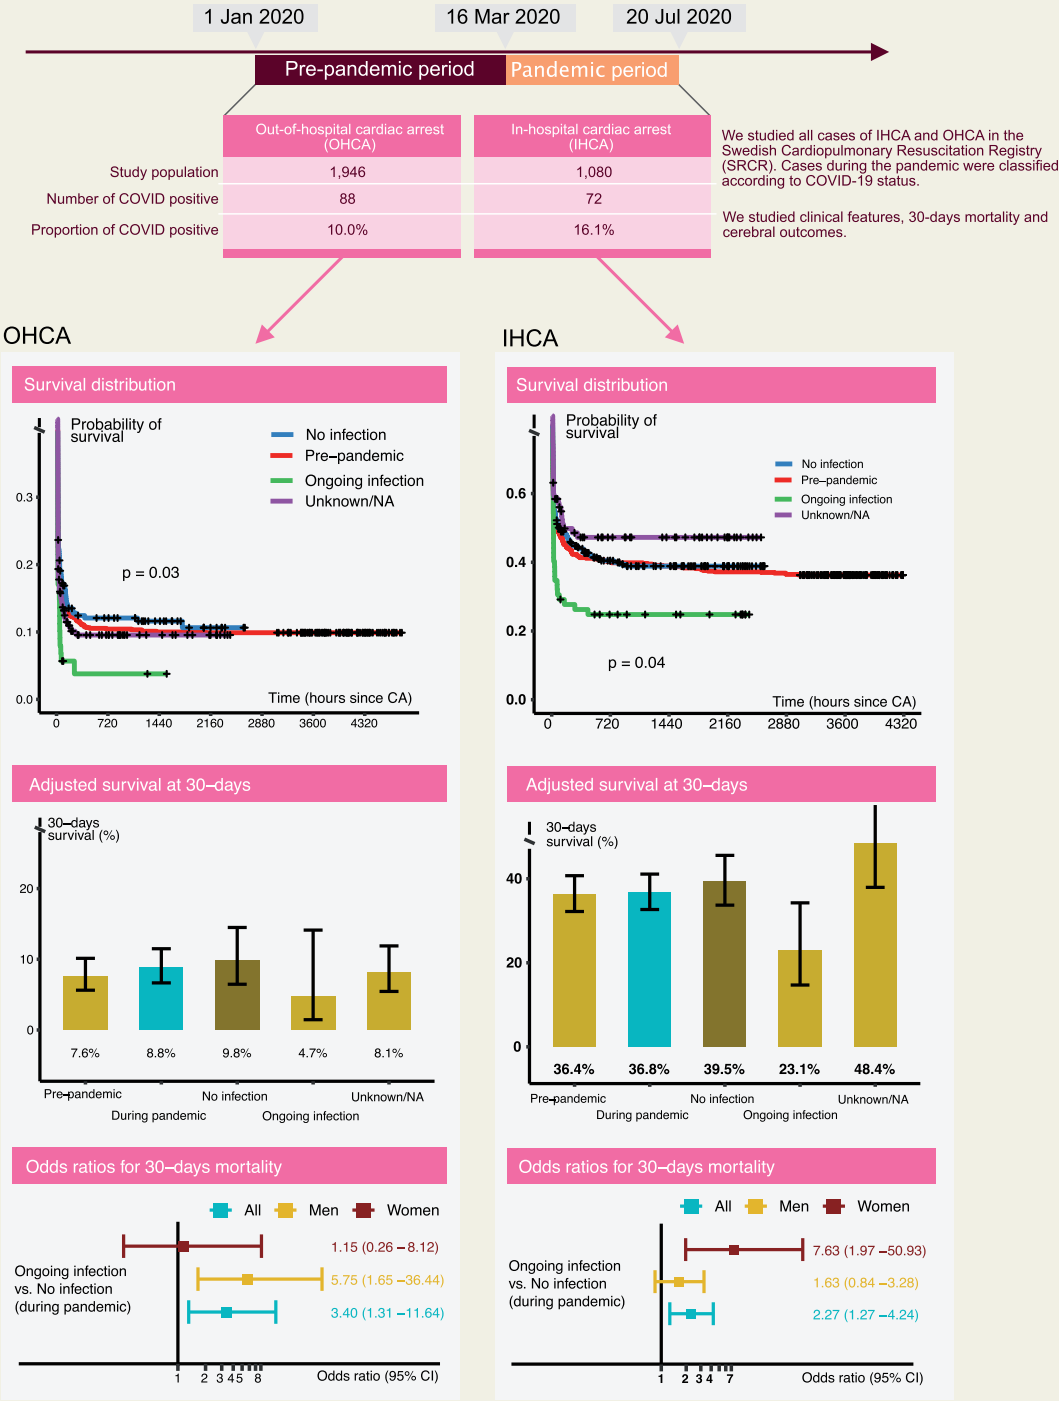 1 Jan 2020
16 Mar 2020
20 Jul 2020
Pre-pandemic period
Pandemic period
Out-of-hospital cardiac arrest
(OHCA)
In-hospital cardiac arrest
(IHCA)
Study population
1,946
1,080
Number of COVID positive
88
72
Proportion of COVID positive
10.0%
16.1%
We studied all cases of IHCA and OHCA in the
Swedish Cardiopulmonary Resuscitation Registry
(SRCR). Cases during the pandemic were classified
according to COVID-19 status.
We studied clinical features, 30-days mortality and
cerebral outcomes.
OHCA
Survival distribution
Probability of
survival
No infection
Pre–pandemic
Ongoing infection
Unknown/NA
0.3
0.2
0.1
0.0
p = 0.03
Time (hours since CA)
0 720 1440 2160 2880 3600 4320
Adjusted survival at 30–days
30–days
survival (%)
20
10
0
7.6% 8.8% 9.8% 4.7% 8.1%
Pre–pandemic
During pandemic
No infection
Ongoing infection
Unknown/NA
Odds ratios for 30–days mortality
All Men Women
Ongoing infection
vs. No infection
(during pandemic)
1.15 (0.26 – 8.12)
5.75 (1.65 –36.44)
3.40 (1.31 –11.64)
1 2 3 4 5 8
Odds ratio (95% CI)
IHCA
Survival distribution
Probability of
survival
No infection
Pre–pandemic
Ongoing infection
Unknown/NA
0.6
0.4
0.2
0.0
p = 0.04
Time (hours since CA)
0 720 1440 2160 2880 3600 4320
Adjusted survival at 30–days
30–days
survival (%)
40
20
0
36.4% 36.8% 39.5% 23.1% 48.4%
Pre–pandemic
During pandemic
No infection
Ongoing infection
Unknown/NA
Odds ratios for 30–days mortality
All Men Women
Ongoing infection
vs. No infection
(during pandemic)
7.63 (1.97 –50.93)
1.63 (0.84 –3.28)
2.27 (1.27 –4.24)
1 2 3 4 7
Odds ratio (95% CI)